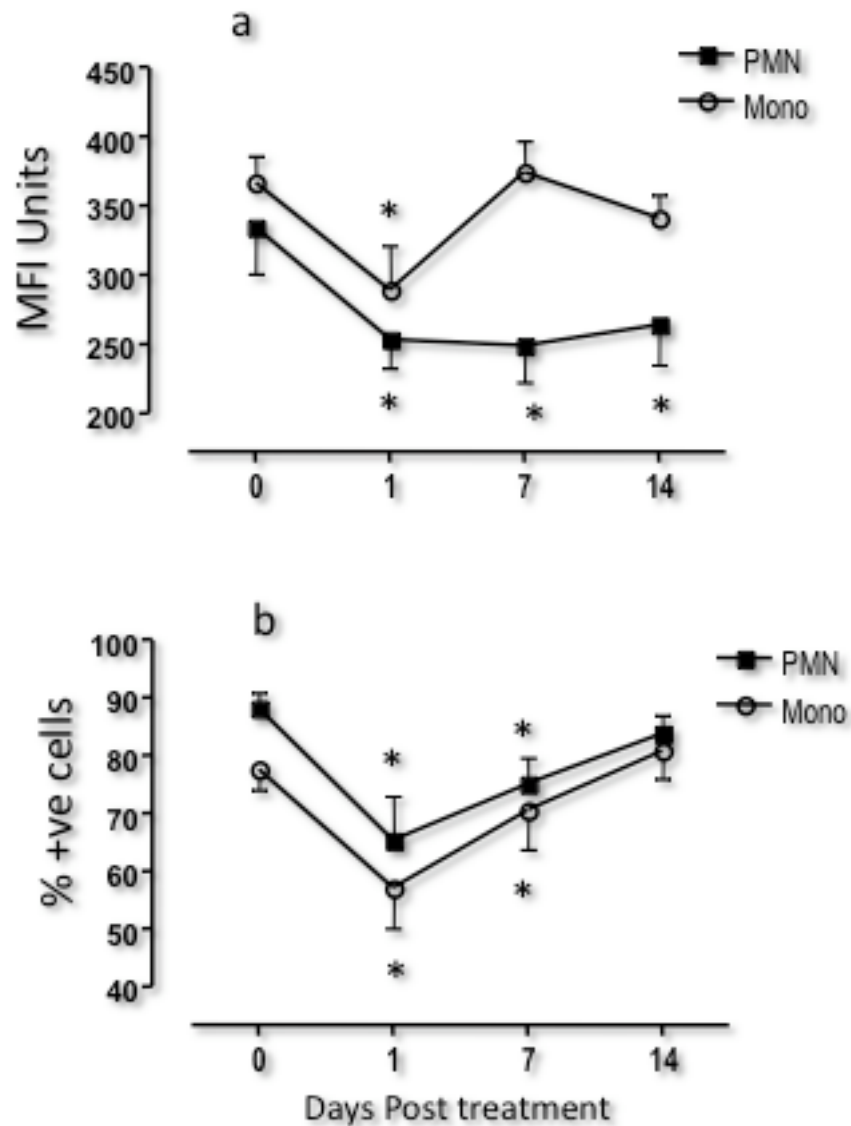 a
PMN
Mono
450
400
350
300
250
200
MFI Units
*
* * *
0 1 7 14
b
PMN
Mono
100
90
80
70
60
50
40
% +ve cells
* *
*
*
0 1 7 14
Days Post treatment